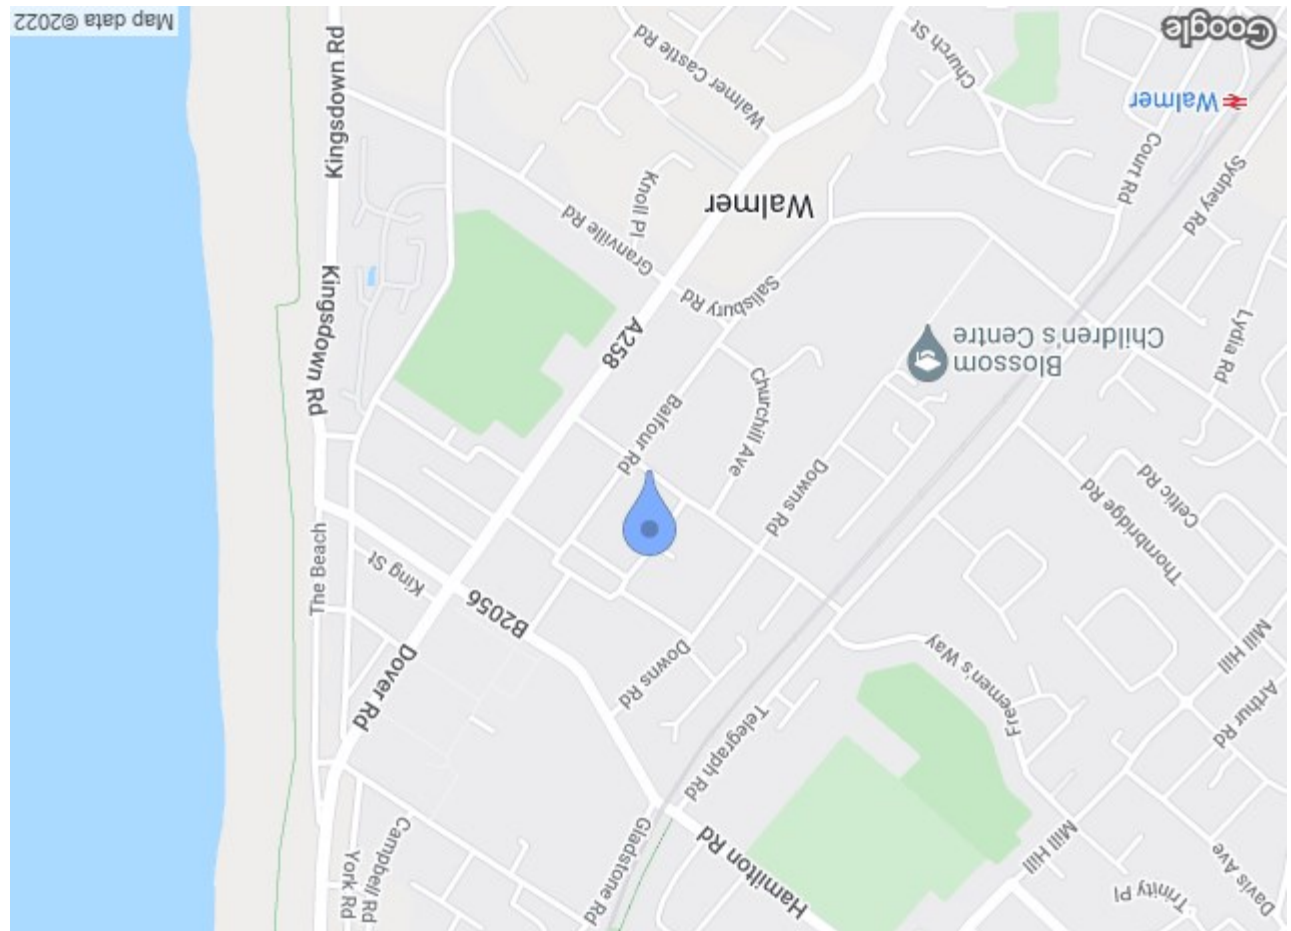 Hamilton Rd
Trinity Pl
Davis Ave
Mill Hill
Gladstone Rd
Campbell Rd
York Rd
Telegraph Rd
Freemen's Way
Arthur Rd
Mill Hill
Downs Rd
Dover Rd
B2056
King St
The Beach
Thornbridge Rd
Celtic Rd
Downs Rd
Churchill Ave
Balfour Rd
Kingsdown Rd
Blossom
Children's Centre
Lydia Rd
A258
Salisbury Rd
Granville Rd
Knoll Pl
Walmer
Sydney Rd
Court Rd
Kingsdown Rd
Walmer Castle Rd
Church St
Walmer
Google
Map data ©2022